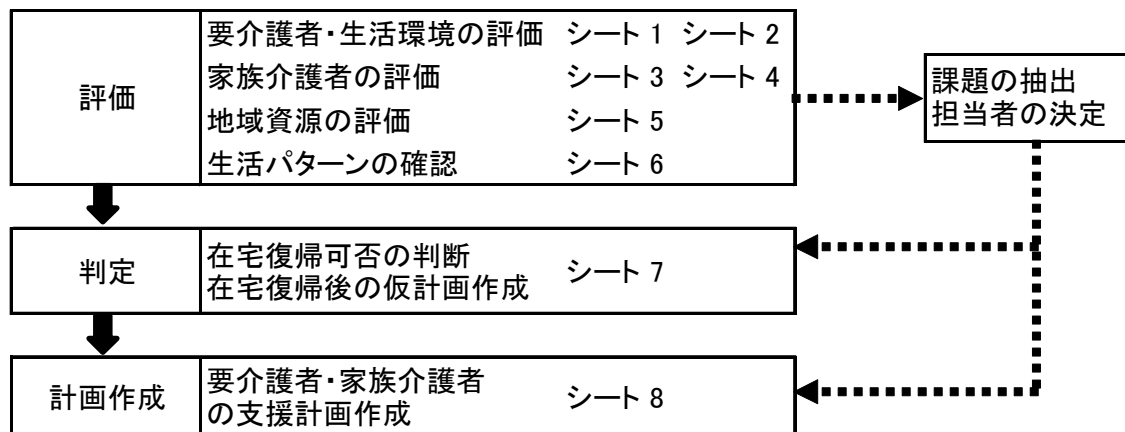 評価
要介護者・生活環境の評価 シート 1 シート 2
家族介護者の評価 シート 3 シート 4
地域資源の評価 シート 5
生活パターンの確認 シート 6
課題の抽出
担当者の決定
判定
在宅復帰可否の判断
在宅復帰後の仮計画作成
シート 7
計画作成
要介護者・家族介護者
の支援計画作成
シート 8